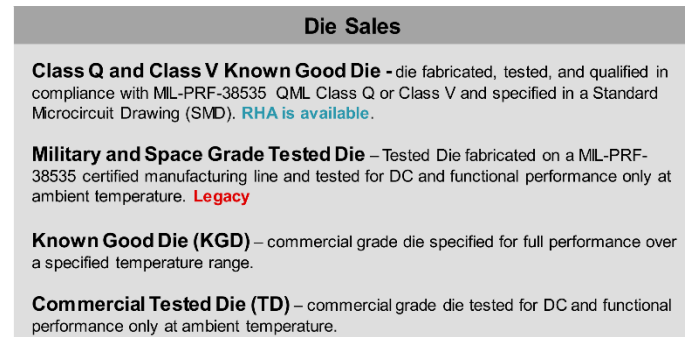 Die Sales
Class Q and Class V Known Good Die - die fabricated, tested, and qualified in
compliance with MIL-PRF-38535 QML Class Q or Class V and specified in a Standard
Microcircuit Drawing (SMD). RHA is available.
Military and Space Grade Tested Die – Tested Die fabricated on a MIL-PRF-
38535 certified manufacturing line and tested for DC and functional performance only at
ambient temperature. Legacy
Known Good Die (KGD) – commercial grade die specified for full performance over
a specified temperature range.
Commercial Tested Die (TD) – commercial grade die tested for DC and functional
performance only at ambient temperature.